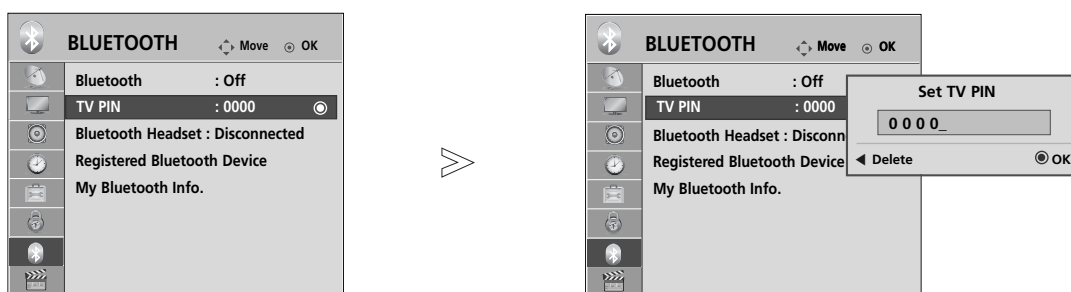 BLUETOOTH Move OK
Bluetooth : Off
TV PIN : 0000
Bluetooth Headset : Disconnected
Registered Bluetooth Device
My Bluetooth Info.
BLUETOOTH Move OK
Bluetooth : Off
TV PIN : 0000
Bluetooth Headset : Disconn
Registered Bluetooth Device
My Bluetooth Info.
Set TV PIN
0 0 0 0_
Delete OK